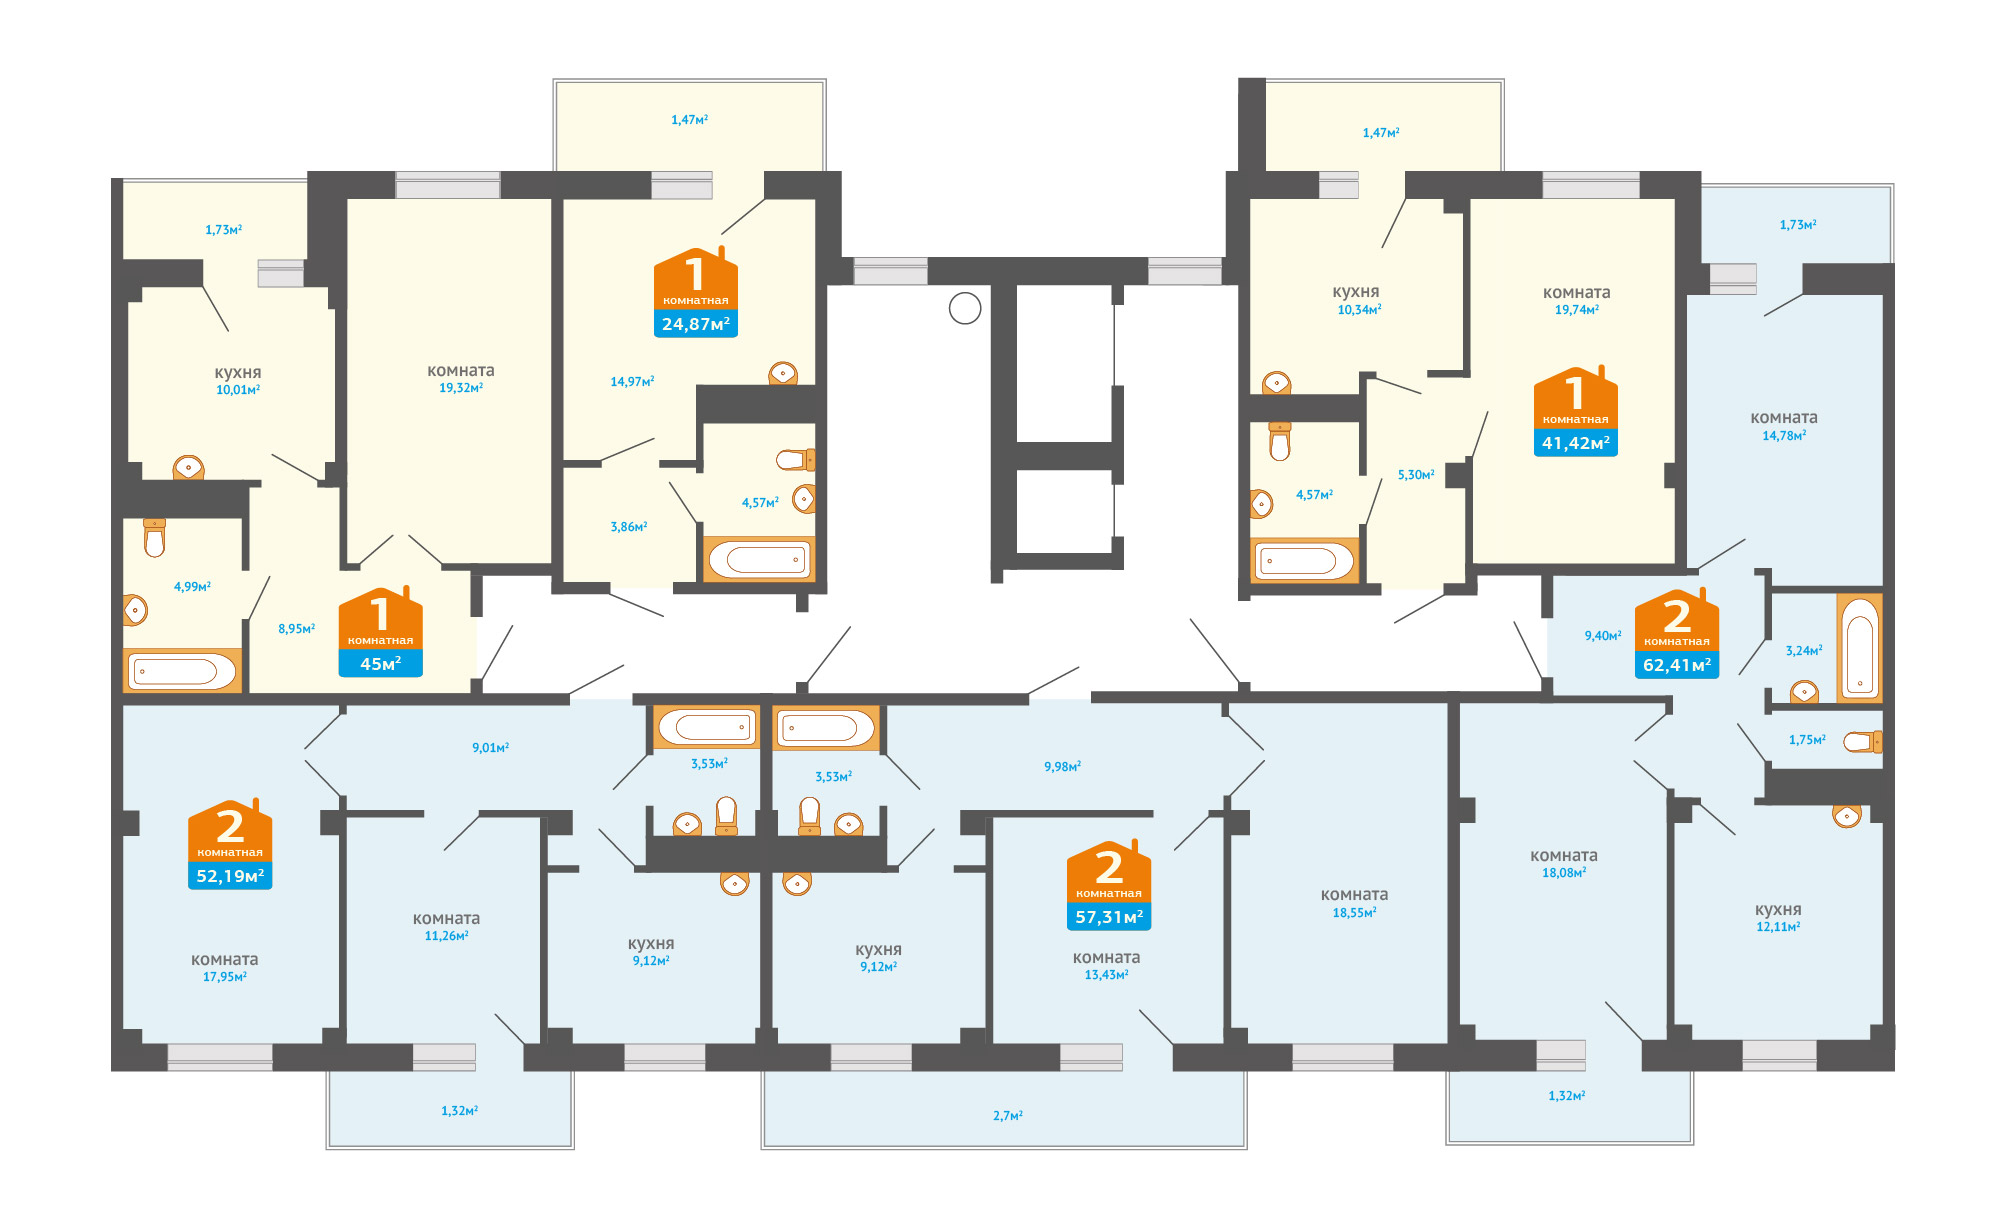 1,47м²
1,47м²
1,73м²
1,73м²
1
комнатная
24,87м²
кухня
10,34м²
комната
19,74м²
кухня
10,01м²
комната
19,32м²
14,97м²
1
комнатная
41,42м²
комната
14,78м²
4,57м²
3,86м²
4,57м²
5,30м²
4,99м²
8,95м²
1
комнатная
45м²
9,40м²
2
комнатная
62,41м²
3,24м²
9,01м²
3,53м²
3,53м²
9,98м²
1,75м²
2
комнатная
52,19м²
комната
11,26м²
комната
17,95м²
кухня
9,12м²
кухня
9,12м²
2
комнатная
57,31м²
комната
13,43м²
комната
18,55м²
комната
18,08м²
кухня
12,11м²
1,32м²
2,7м²
1,32м²